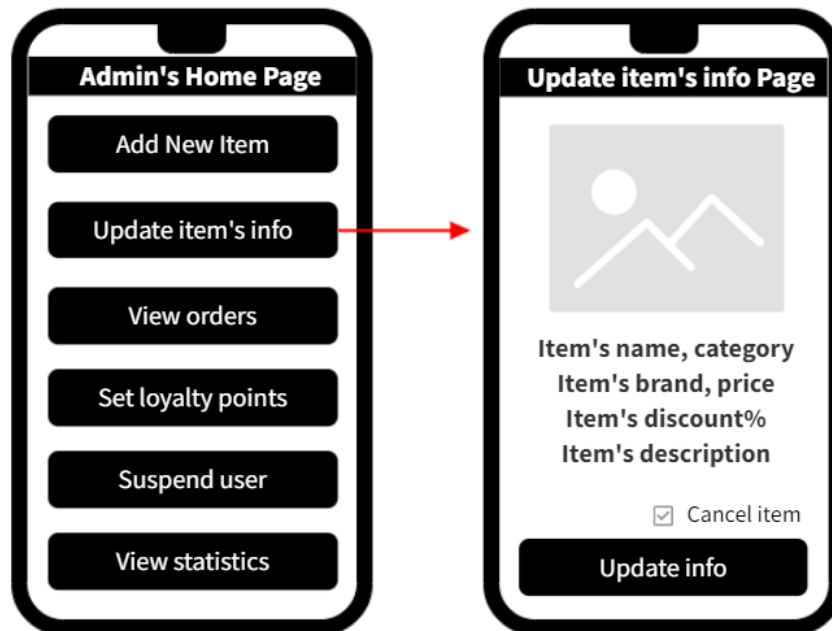 Admin's Home Page
Add New Item
Update item's info
View orders
Set loyalty points
Suspend user
View statistics
Update item's info Page
Item's name, category
Item's brand, price
Item's discount%
Item's description
Cancel item
Update info